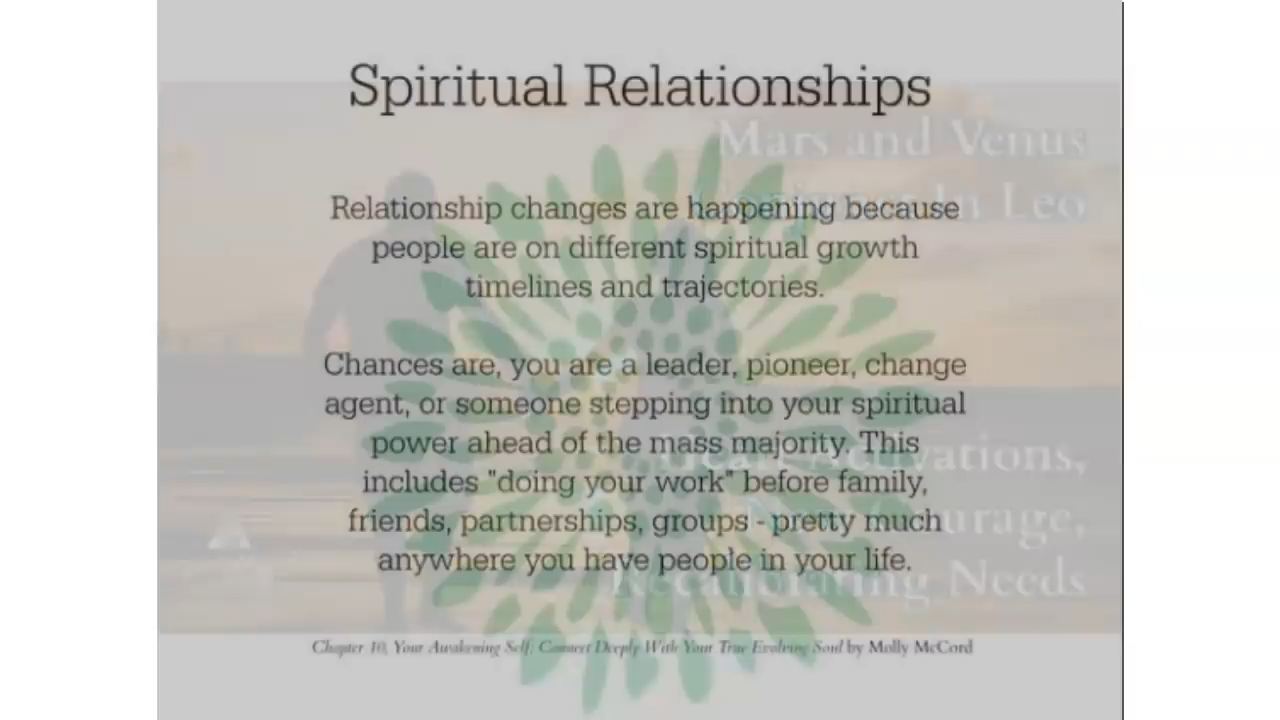 Spiritual Relationships
Mars and Venus
In Leo
Relationship changes are happening because
people are on different spiritual growth
timelines and trajectories.
Chances are, you are a leader, pioneer, change
agent, or someone stepping into your spiritual
power ahead of the mass majority. This
includes "doing your work" before family,
friends, partnerships, groups - pretty much
anywhere you have people in your life.
Recalibrating Needs
Chapter 10, Your Awakening Self: Connect Deeply With Your True Evolving Soul by Molly McCord